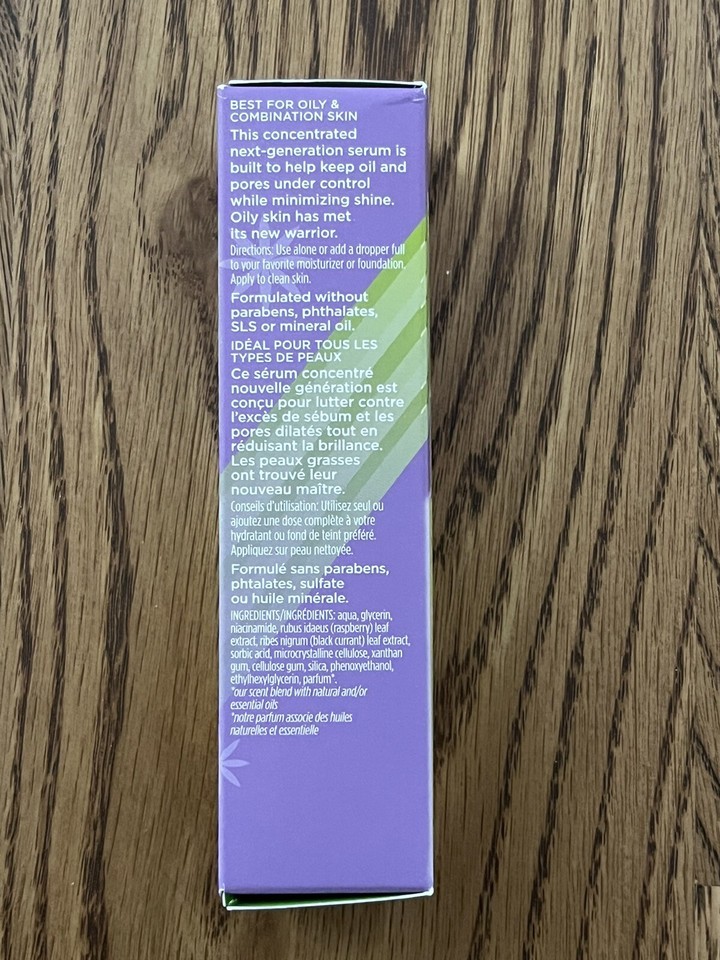 BEST FOR OILY &
COMBINATION SKIN
This concentrated
next-generation serum is
built to help keep oil and
pores under control
while minimizing shine.
Oily skin has met
its new warrior.
Directions: Use alone or add a dropper full
to your favorite moisturizer or foundation.
Apply to clean skin.
Formulated without
parabens, phthalates,
SLS or mineral oil.
IDÉAL POUR TOUS LES
TYPES DE PEAUX
Ce sérum concentré
nouvelle génération est
conçu pour lutter contre
l'excès de sébum et les
pores dilatés tout en
réduisant la brillance.
Les peaux grasses
ont trouvé leur
nouveau maître.
Conseils d'utilisation: Utilisez seul ou
ajoutez une dose complète à votre
hydratant ou fond de teint préféré.
Appliquez sur peau nettoyée.
Formulé sans parabens,
phtalates, sulfate
ou huile minérale.
INGREDIENTS/INGRÉDIENTS: aqua, glycerin,
niacinamide, rubus idaeus (raspberry) leaf
extract, ribes nigrum (black currant) leaf extract,
sorbic acid, microcrystalline cellulose, xanthan
gum, cellulose gum, silica, phenoxyethanol,
ethylhexylglycerin, parfum*.
*our scent blend with natural and/or
essential oils
*notre parfum associe des huiles
naturelles et essentielle